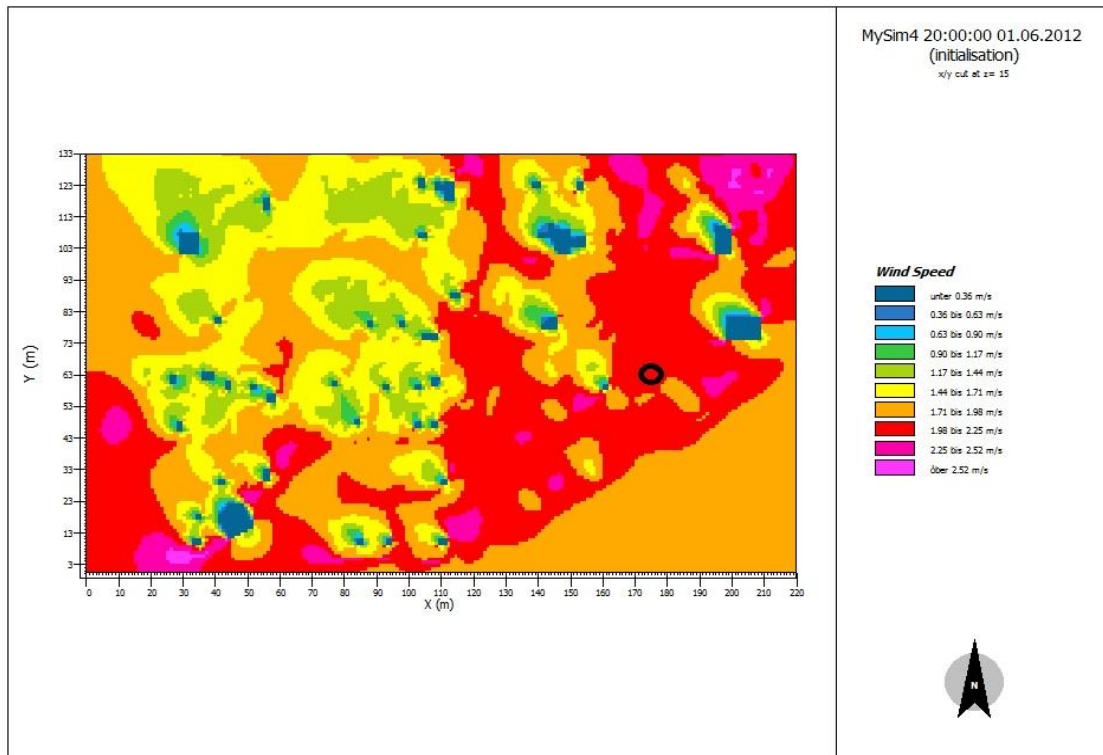 MySim4 20:00:00 01.06.2012
(initialisation)
x/y cut at z= 15
133
123
113
103
93
83
73
63
53
43
33
23
13
3
Y (m)
0 10 20 30 40 50 60 70 80 90 100 110 120 130 140 150 160 170 180 190 200 210 220
X (m)
Wind Speed
unter 0.36 m/s
0.36 bis 0.63 m/s
0.63 bis 0.90 m/s
0.90 bis 1.17 m/s
1.17 bis 1.44 m/s
1.44 bis 1.71 m/s
1.71 bis 1.98 m/s
1.98 bis 2.25 m/s
2.25 bis 2.52 m/s
öber 2.52 m/s
N